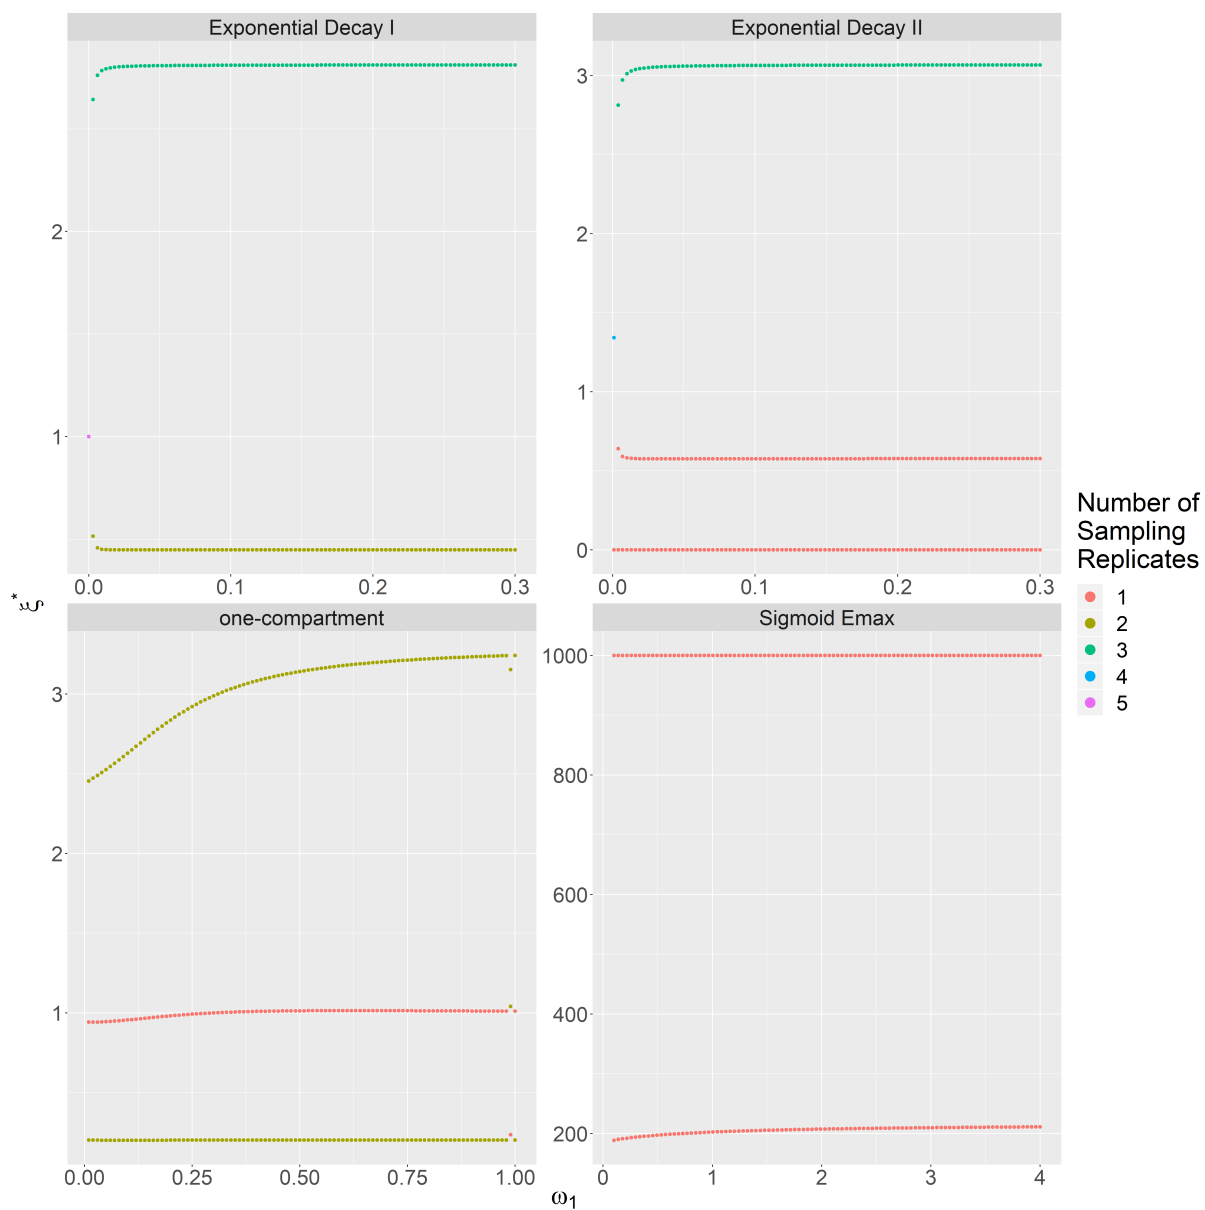 Exponential Decay I
Exponential Decay II
2
1
3
2
1
0
0.0 0.1 0.2 0.3
0.0 0.1 0.2 0.3
ξ*
one-compartment
Sigmoid Emax
3
2
1
1000
800
600
400
200
0.00 0.25 0.50 0.75 1.00
0 1 2 3 4
ω1
Number of
Sampling
Replicates
1
2
3
4
5